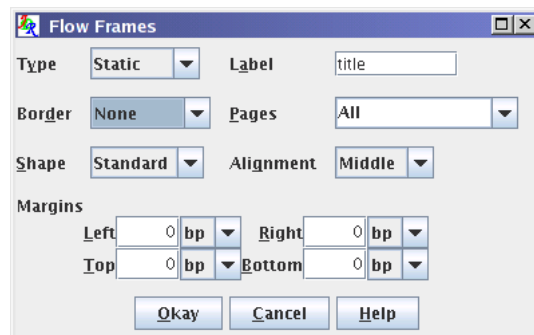 Flow Frames
Type Static Label title
Border None Pages All
Shape Standard Alignment Middle
Margins
Left 0 bp Right 0 bp
Top 0 bp Bottom 0 bp
Okay Cancel Help